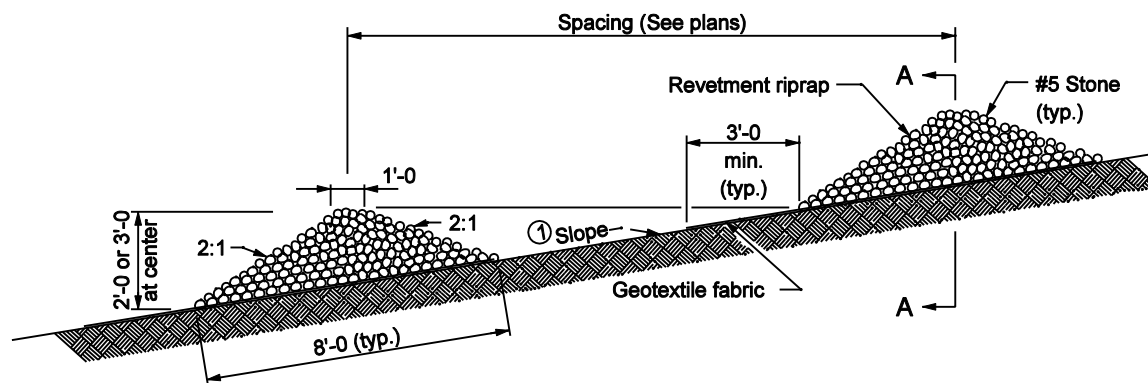 Spacing (See plans)
A
Revetment riprap
#5 Stone
(typ.)
3'-0
min.
(typ.)
1'-0
2'-0 or 3'-0
at center
2:1
2:1
① Slope
Geotextile fabric
A
8'-0 (typ.)